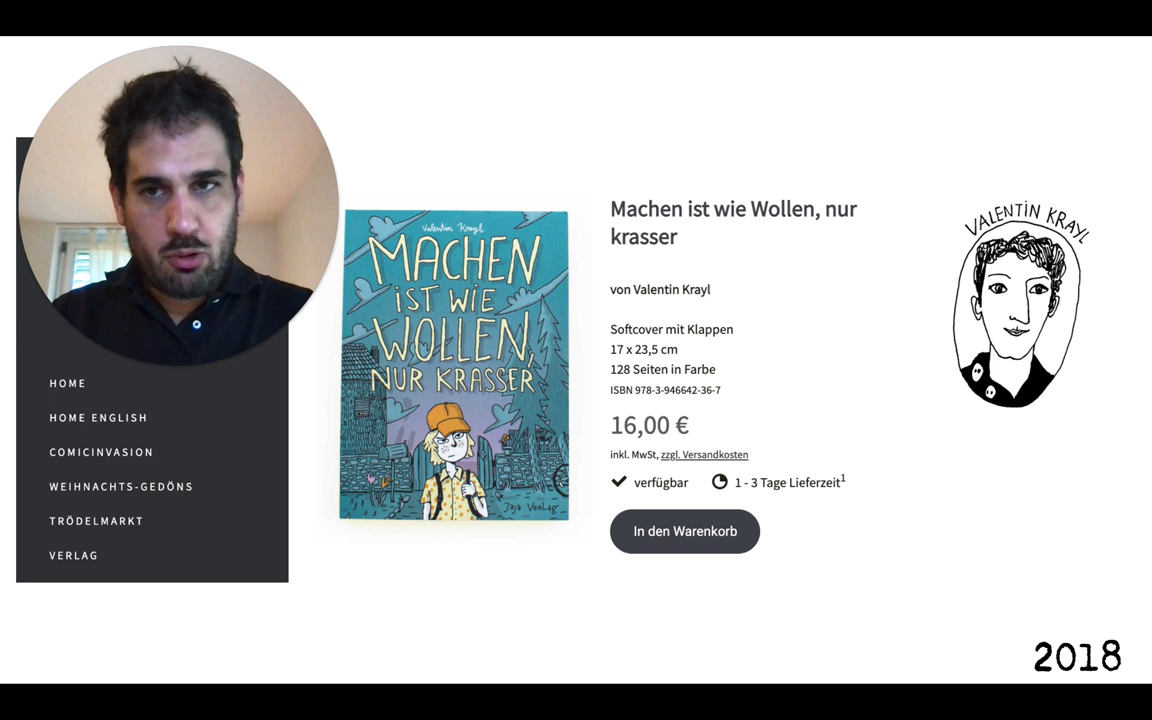 HOME
HOME ENGLISH
COMICINVASION
WEIHNACHTS-GEDÖNS
TRÖDELMARKT
VERLAG
Valentin Krayl
MACHEN
IST WIE
WOLLEN,
NUR KRASSER
Jaja Verlag
Machen ist wie Wollen, nur
krasser
von Valentin Krayl
Softcover mit Klappen
17 x 23,5 cm
128 Seiten in Farbe
ISBN 978-3-946642-36-7
16,00 €
inkl. MwSt, zzgl. Versandkosten
verfügbar 1 - 3 Tage Lieferzeit¹
In den Warenkorb
VALENTIN KRAYL
2018